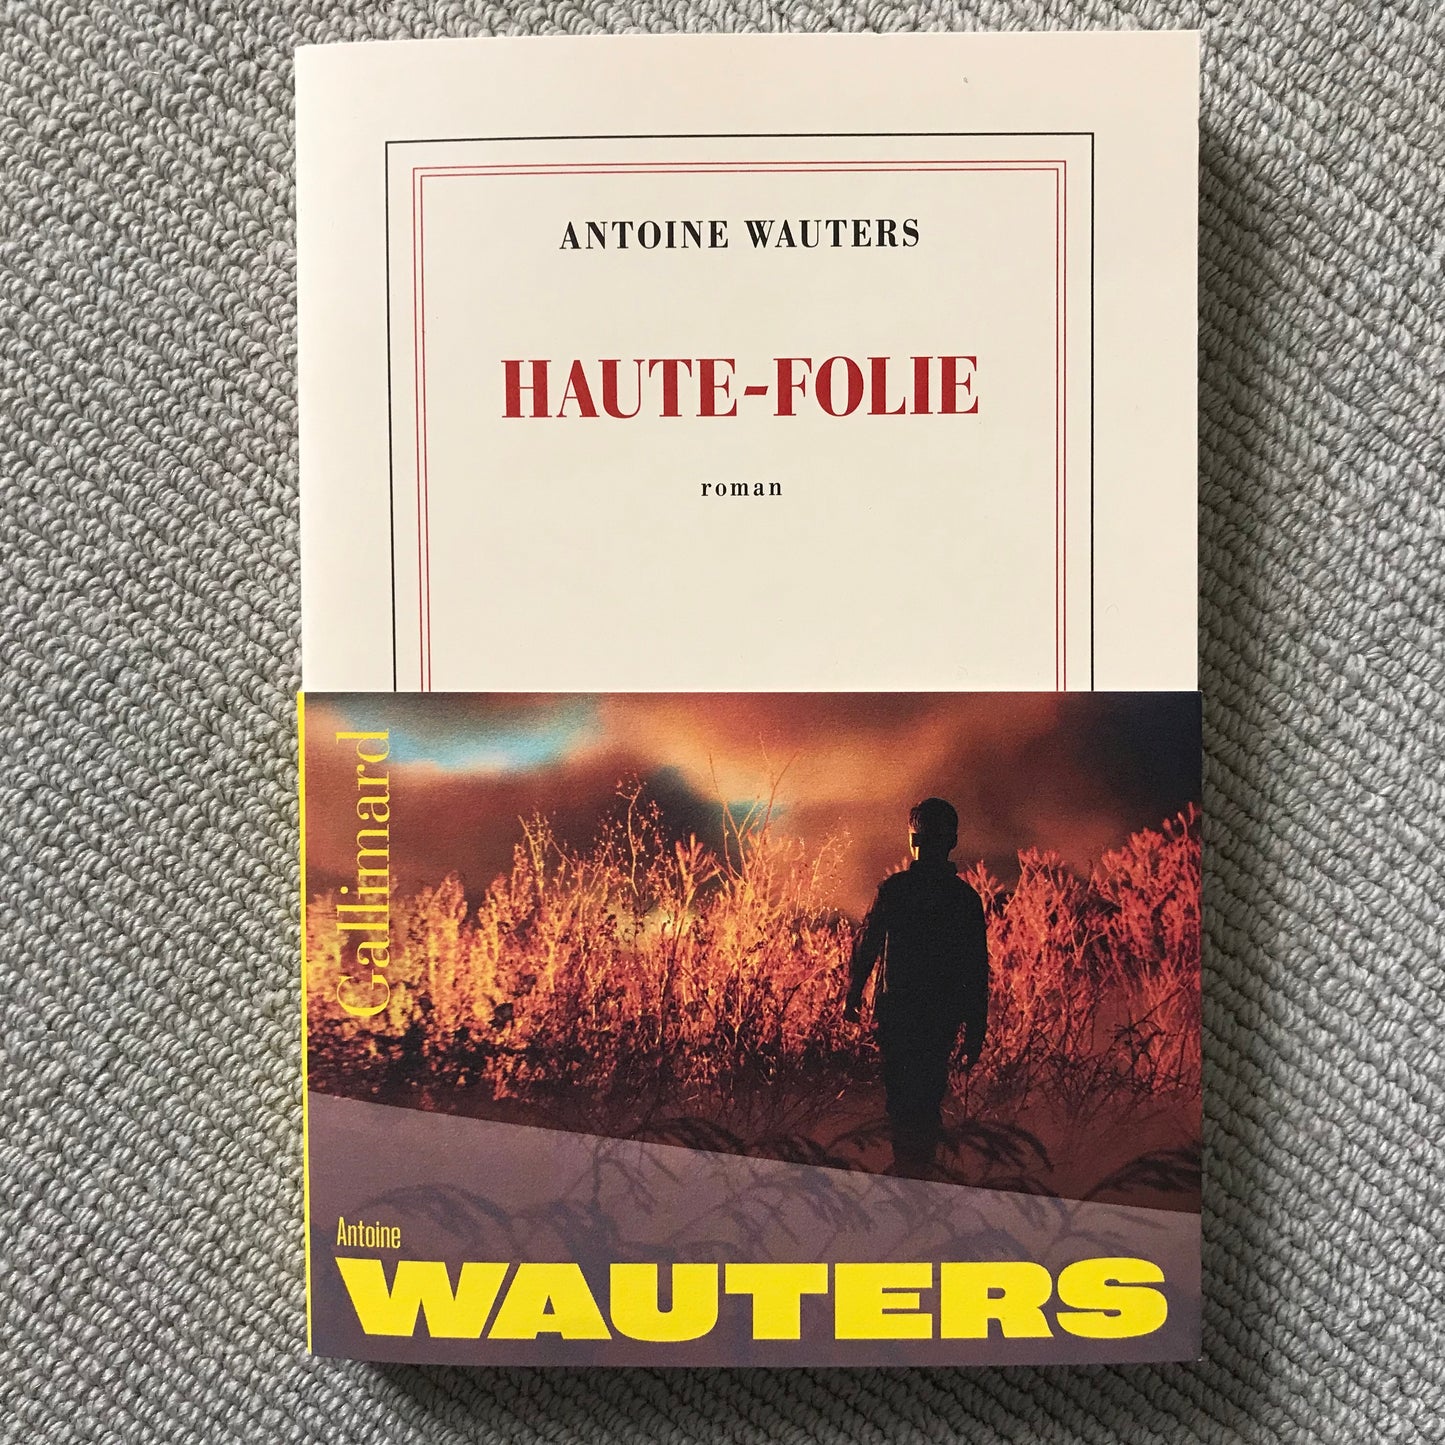 ANTOINE WAUTERS
HAUTE-FOLIE
roman
Gallimard
Antoine
WAUTERS